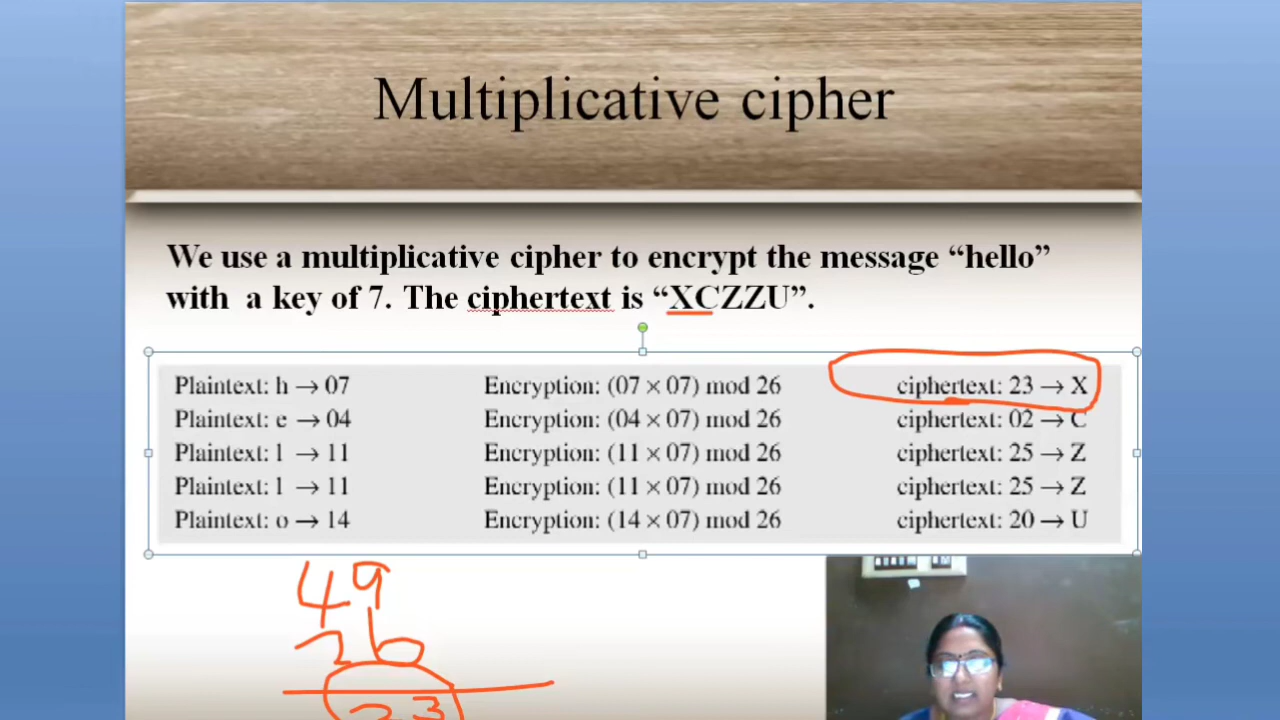 Multiplicative cipher
We use a multiplicative cipher to encrypt the message “hello”
with a key of 7. The ciphertext is “XCZZU”.
Plaintext: h → 07 Encryption: (07 × 07) mod 26 ciphertext: 23 → X
Plaintext: e → 04 Encryption: (04 × 07) mod 26 ciphertext: 02 → C
Plaintext: l → 11 Encryption: (11 × 07) mod 26 ciphertext: 25 → Z
Plaintext: l → 11 Encryption: (11 × 07) mod 26 ciphertext: 25 → Z
Plaintext: o → 14 Encryption: (14 × 07) mod 26 ciphertext: 20 → U
49
26
23